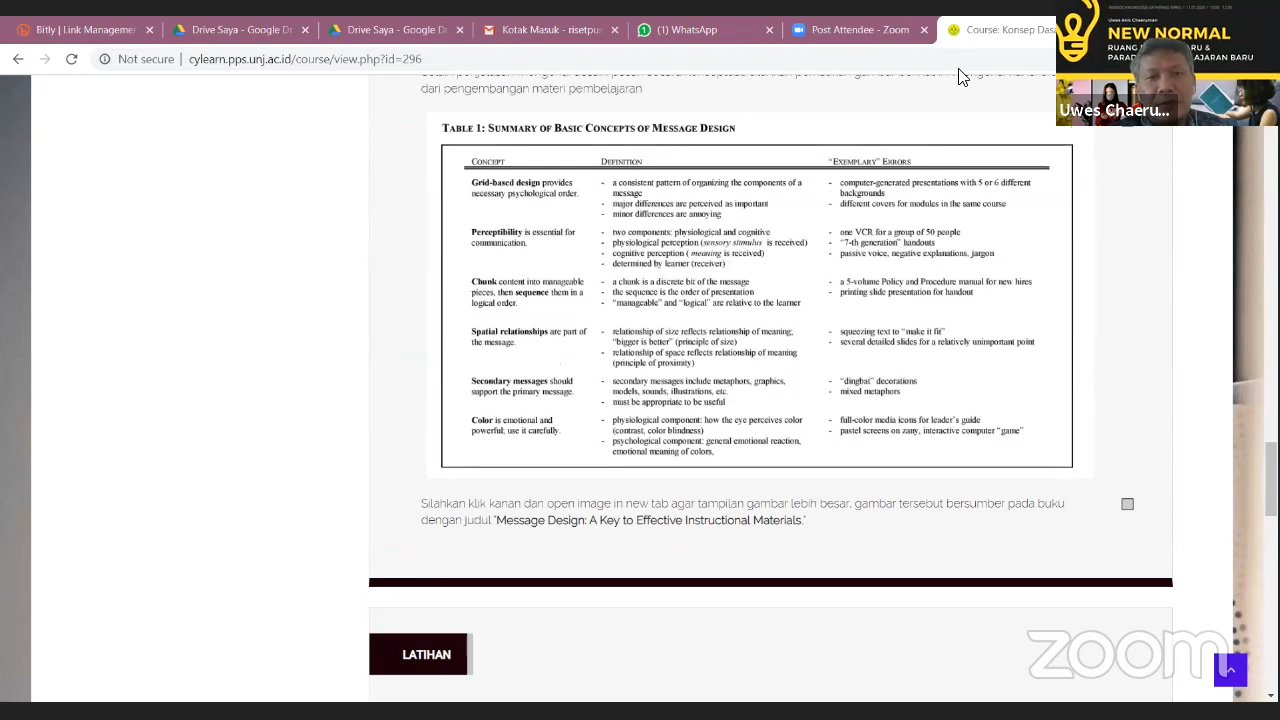 Bitly | Link Management
Drive Saya - Google D
Drive Saya - Google D
Kotak Masuk - risetpus
(1) WhatsApp
Post Attendee - Zoom
Course: Konsep Dasa
Not secure | cylearn.pps.unj.ac.id/course/view.php?id=296
NEW NORMAL
RUANG
PARAD
AJARAN BARU
Uwes Chaeru...
dari pengembangan materi pembelajaran
TABLE 1: SUMMARY OF BASIC CONCEPTS OF MESSAGE DESIGN
CONCEPT DEFINITION "EXEMPLARY" ERRORS
Grid-based design provides
necessary psychological order.
- a consistent pattern of organizing the components of a
message
- major differences are perceived as important
- minor differences are annoying
- computer-generated presentations with 5 or 6 different
backgrounds
- different covers for modules in the same course
Perceptibility is essential for
communication.
- two components: physiological and cognitive
- physiological perception (sensory stimulus is received)
- cognitive perception ( meaning is received)
- determined by learner (receiver)
- one VCR for a group of 50 people
- "7-th generation" handouts
- passive voice, negative explanations, jargon
Chunk content into manageable
pieces, then sequence them in a
logical order.
- a chunk is a discrete bit of the message
- the sequence is the order of presentation
- "manageable" and "logical" are relative to the learner
- a 5-volume Policy and Procedure manual for new hires
- printing slide presentation for handout
Spatial relationships are part of
the message.
- relationship of size reflects relationship of meaning;
"bigger is better" (principle of size)
- relationship of space reflects relationship of meaning
(principle of proximity)
- squeezing text to "make it fit"
- several detailed slides for a relatively unimportant point
Secondary messages should
support the primary message.
- secondary messages include metaphors, graphics,
models, sounds, illustrations, etc.
- must be appropriate to be useful
- "dingbat" decorations
- mixed metaphors
Color is emotional and
powerful; use it carefully.
- physiological component: how the eye perceives color
(contrast, color blindness)
- psychological component: general emotional reaction,
emotional meaning of colors,
- full-color media icons for leader's guide
- pastel screens on zany, interactive computer "game"
Silahkan klik kanan dan open image in new tab agar tampilan gambar lebih besar. gambar tersebut bersumber pada buku
dengan judul "Message Design: A Key to Effective Instructional Materials."
LATIHAN
zoom